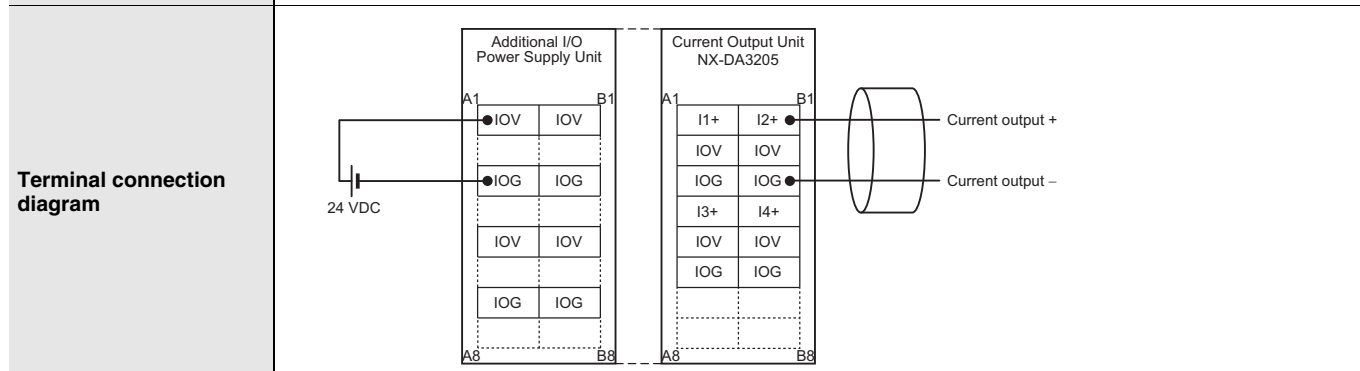 Terminal connection
diagram
24 VDC
Additional I/O
Power Supply Unit
A1 B1
IOV IOV
IOG IOG
IOV IOV
IOG IOG
A8 B8
Current Output Unit
NX-DA3205
A1 B1
I1+ I2+
IOV IOV
IOG IOG
I3+ I4+
IOV IOV
IOG IOG
A8 B8
Current output +
Current output –